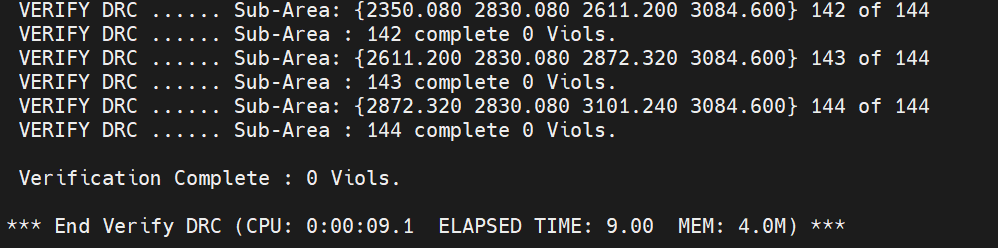 VERIFY DRC ...... Sub-Area: {2350.080 2830.080 2611.200 3084.600} 142 of 144
VERIFY DRC ...... Sub-Area : 142 complete 0 Viols.
VERIFY DRC ...... Sub-Area: {2611.200 2830.080 2872.320 3084.600} 143 of 144
VERIFY DRC ...... Sub-Area : 143 complete 0 Viols.
VERIFY DRC ...... Sub-Area: {2872.320 2830.080 3101.240 3084.600} 144 of 144
VERIFY DRC ...... Sub-Area : 144 complete 0 Viols.
Verification Complete : 0 Viols.
*** End Verify DRC (CPU: 0:00:09.1  ELAPSED TIME: 9.00  MEM: 4.0M) ***